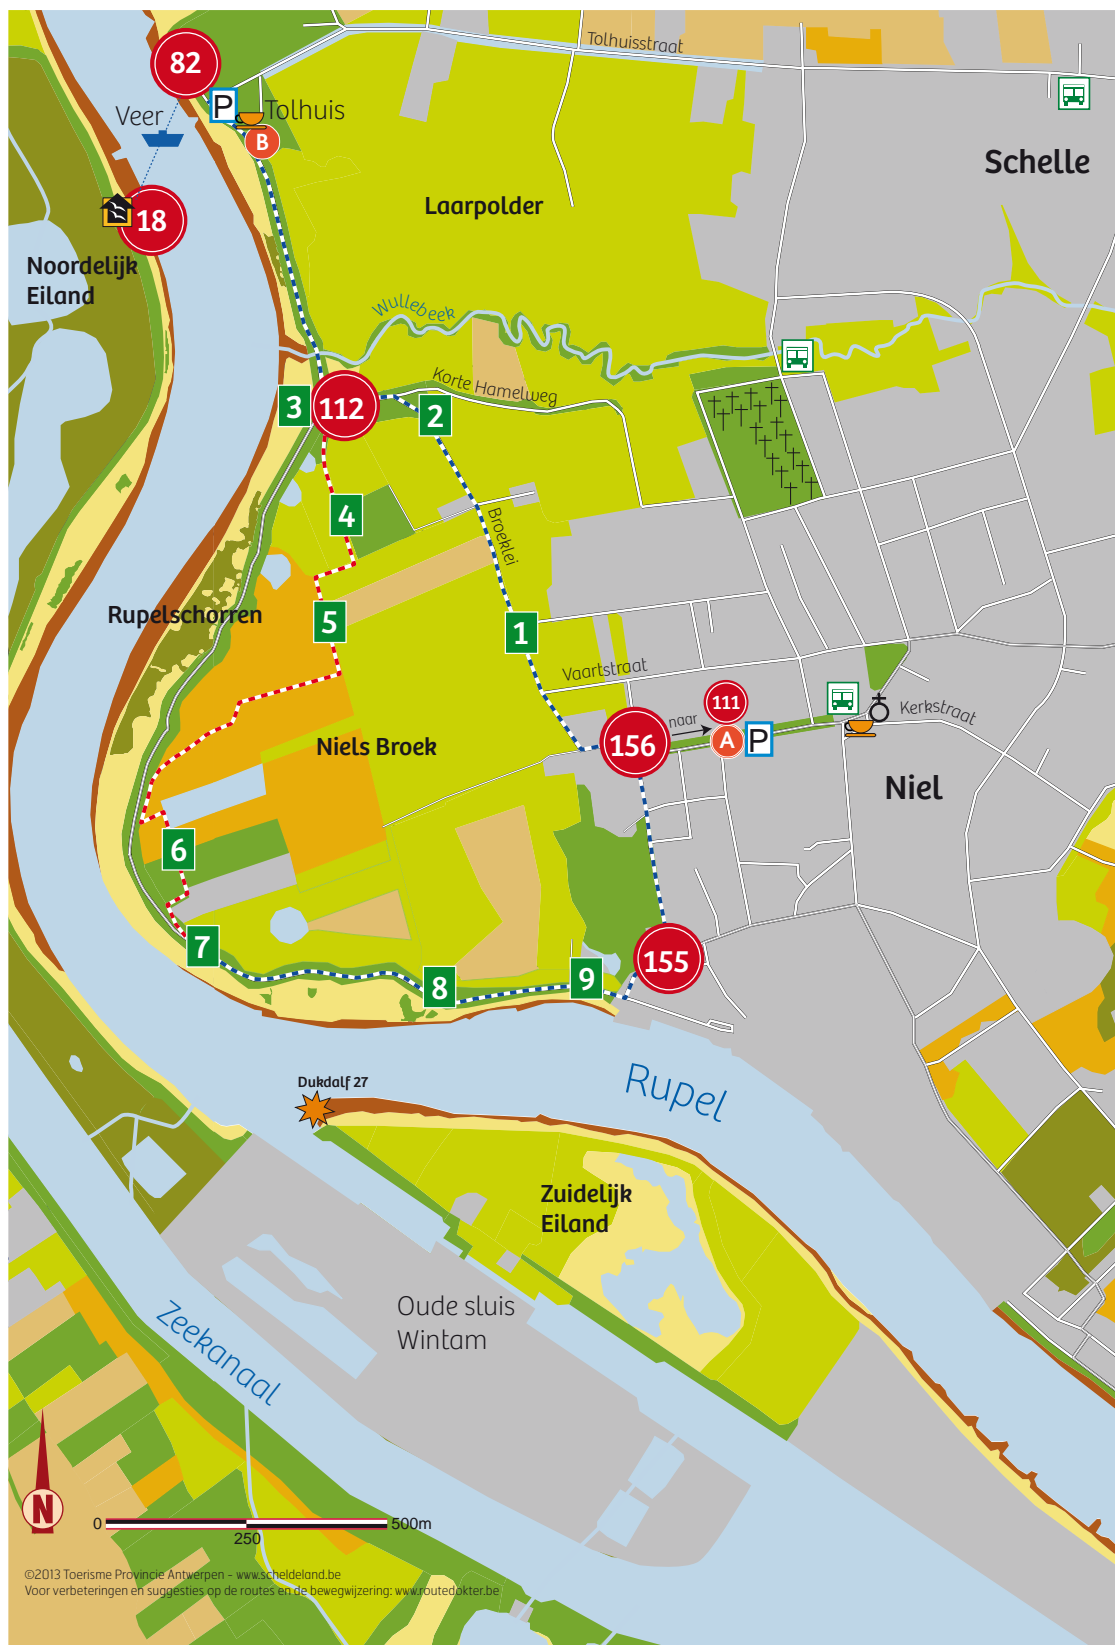 Tolhuisstraat
82
P
Veer
Tolhuis
B
Schelle
18
Laarpolder
Noordelijk
Eiland
Wullebeek
Korte Hamelweg
3
112
2
4
Broeklei
Rupelschorren
5
1
Vaartstraat
111
naar
Kerkstraat
156
A
P
Niels Broek
Niel
6
7
155
8
9
Dukdalf 27
Rupel
Zuidelijk
Eiland
Oude sluis
Wintam
Zeekanaal
N
0
500m
250
©2013 Toerisme Provincie Antwerpen - www.scheldeland.be
Voor verbeteringen en suggesties op de routes en de bewegwijzering: www.routedokter.be